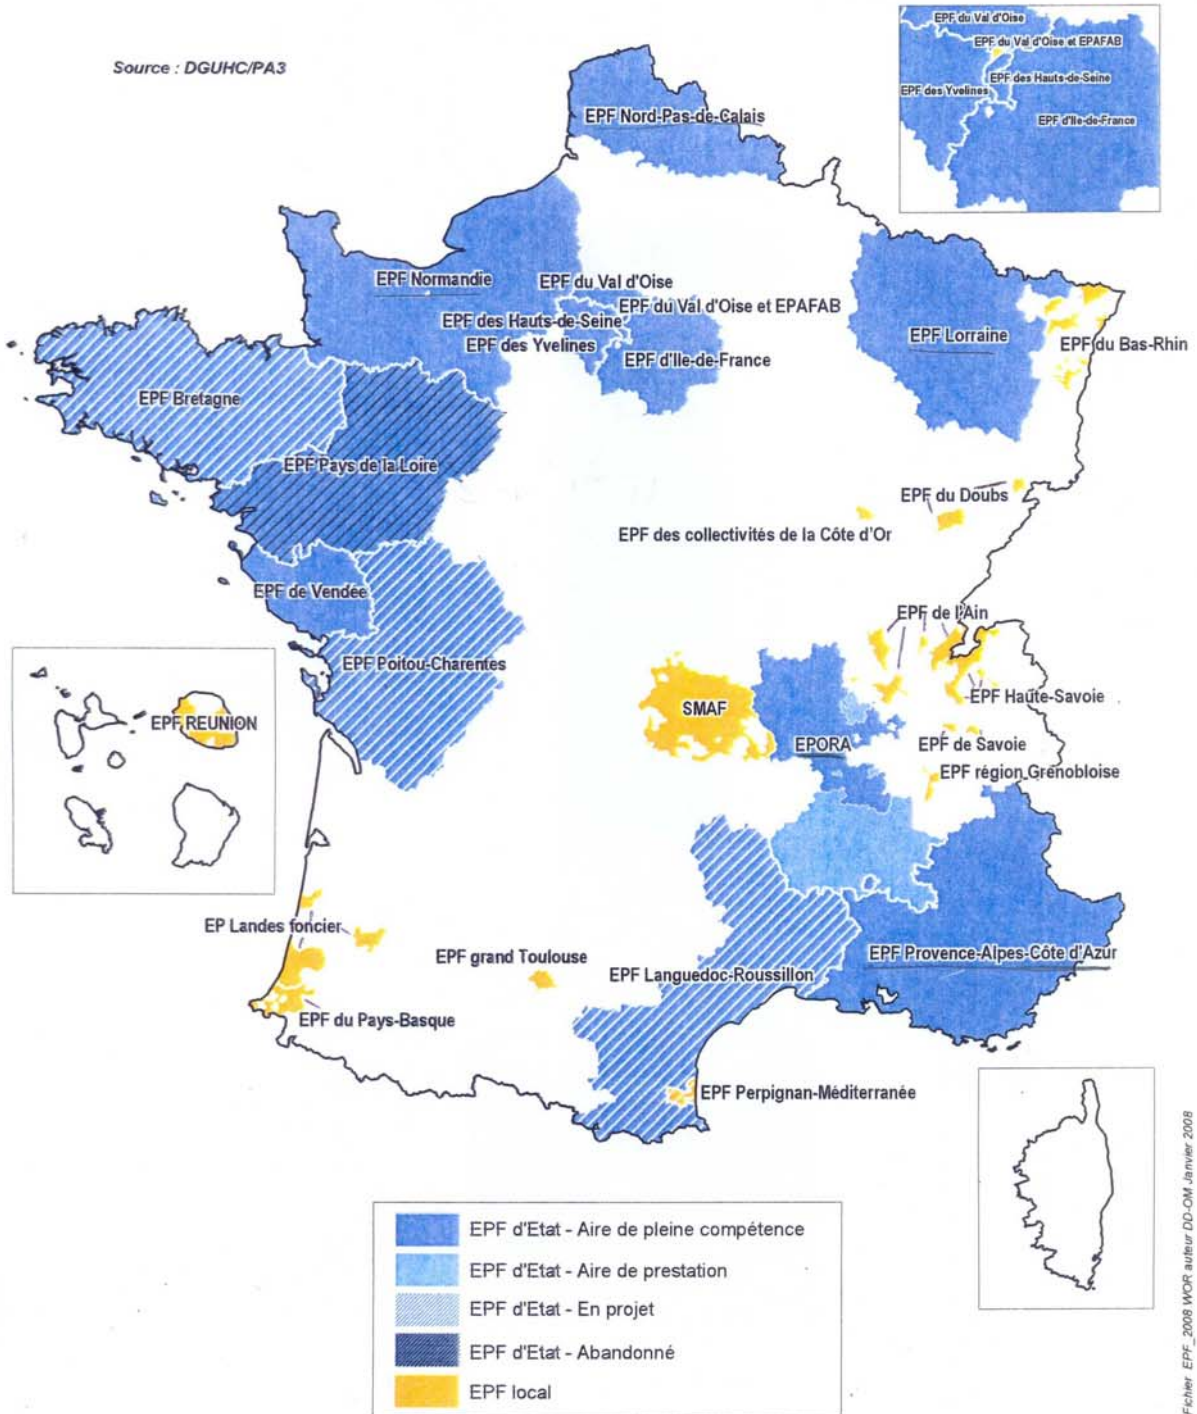 Source : DGUHC/PA3
EPF du Val d'Oise
EPF du Val d'Oise et EPAFAB
EPF des Hauts-de-Seine
EPF des Yvelines
EPF d'Ile-de-France
EPF Nord-Pas-de-Calais
EPF Normandie
EPF du Val d'Oise
EPF du Val d'Oise et EPAFAB
EPF des Hauts-de-Seine
EPF des Yvelines
EPF d'Ile-de-France
EPF Lorraine
EPF du Bas-Rhin
EPF Bretagne
EPF Pays de la Loire
EPF du Doubs
EPF des collectivités de la Côte d'Or
EPF de Vendée
EPF de l'Ain
EPF Poitou-Charentes
EPF Haute-Savoie
SMAF
EPF REUNION
EPORA
EPF de Savoie
EPF région Grenobloise
EP Landes foncier
EPF grand Toulouse
EPF Languedoc-Roussillon
EPF Provence-Alpes-Côte d'Azur
EPF du Pays-Basque
EPF Perpignan-Méditerranée
EPF d'Etat - Aire de pleine compétence
EPF d'Etat - Aire de prestation
EPF d'Etat - En projet
EPF d'Etat - Abandonné
EPF local
Fichier EPF_2008 WOR auteur DD-OM Janvier 2008